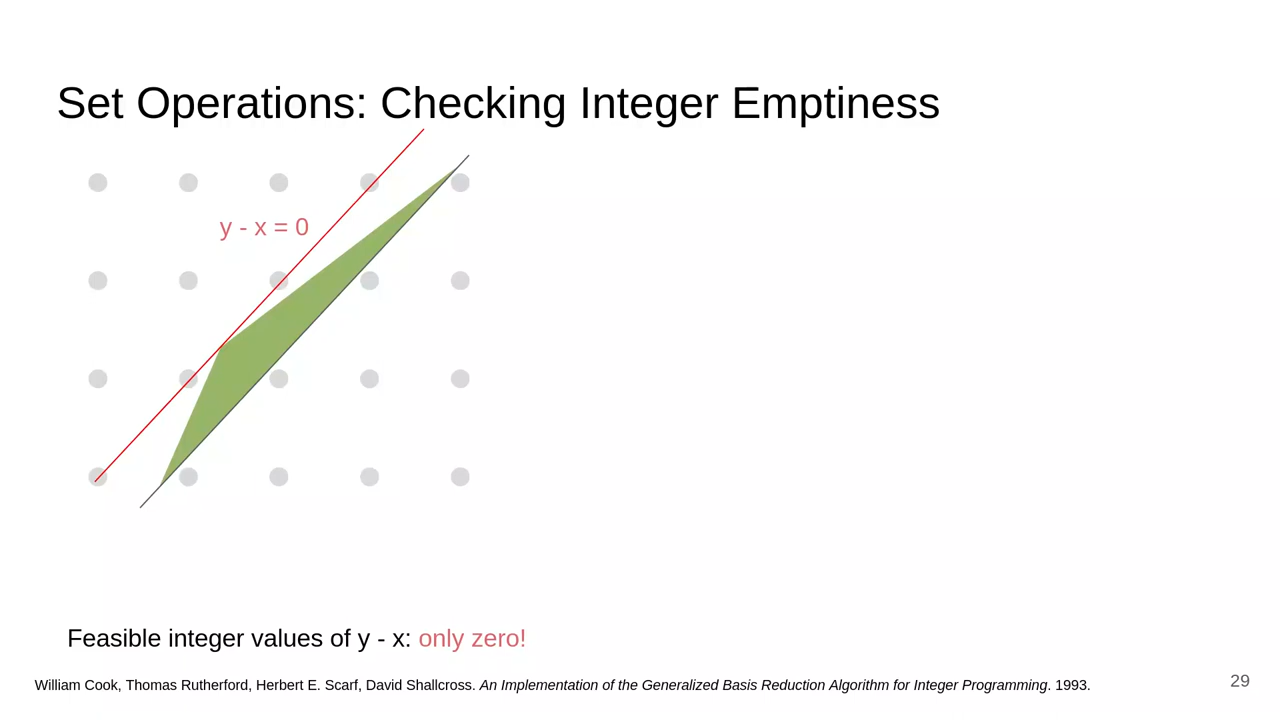 Set Operations: Checking Integer Emptiness
y - x = 0
Feasible integer values of y - x: only zero!
William Cook, Thomas Rutherford, Herbert E. Scarf, David Shallcross. An Implementation of the Generalized Basis Reduction Algorithm for Integer Programming. 1993.
29